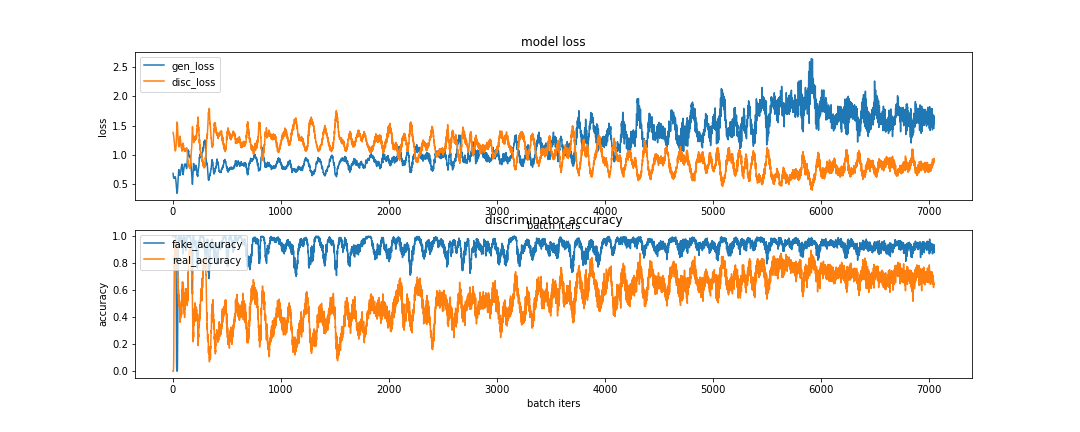 model loss
2.5
2.0
1.5
1.0
0.5
loss
gen_loss
disc_loss
0 1000 2000 3000 4000 5000 6000 7000
batch iters
discriminator accuracy
1.0
0.8
0.6
0.4
0.2
0.0
accuracy
fake_accuracy
real_accuracy
0 1000 2000 3000 4000 5000 6000 7000
batch iters